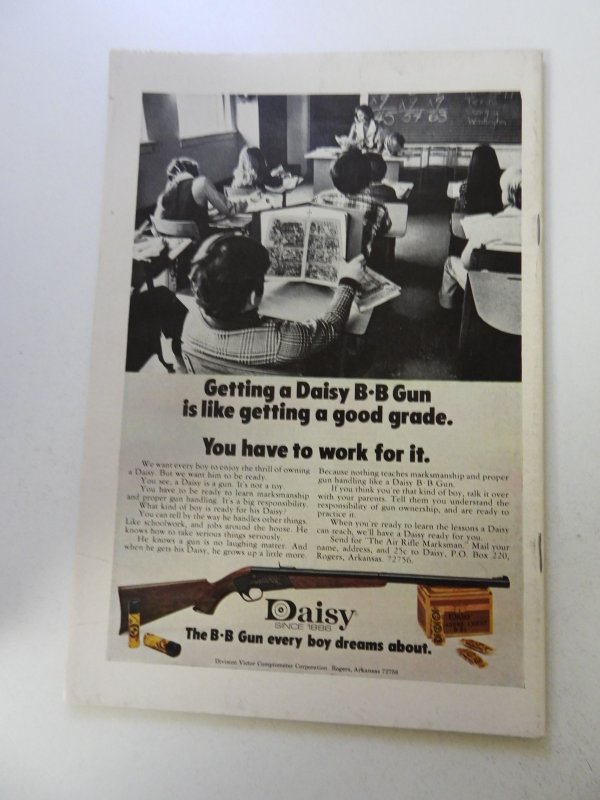 45 54 63
Getting a Daisy B·B Gun
is like getting a good grade.
You have to work for it.
We want every boy to enjoy the thrill of owning
a Daisy. But we want him to be ready.
You see, a Daisy is a gun. It's not a toy.
You have to be ready to learn marksmanship
and proper gun handling. It's a big responsibility.
What kind of boy is ready for his Daisy?
You can tell by the way he handles other things.
Like schoolwork, and jobs around the house. He
knows how to take serious things seriously.
He knows a gun is no laughing matter. And
when he gets his Daisy, he grows up a little more.
Because nothing teaches marksmanship and proper
gun handling like a Daisy B·B Gun.
If you think you're that kind of boy, talk it over
with your parents. Tell them you understand the
responsibility of gun ownership, and are ready to
practice it.
When you're ready to learn the lessons a Daisy
can teach, we'll have a Daisy ready for you.
Send for "The Air Rifle Marksman." Mail your
name, address, and 25¢ to Daisy, P.O. Box 220,
Rogers, Arkansas. 72756.
Daisy
SINCE 1886
The B·B Gun every boy dreams about.
Division Victor Comptometer Corporation Rogers, Arkansas 72756